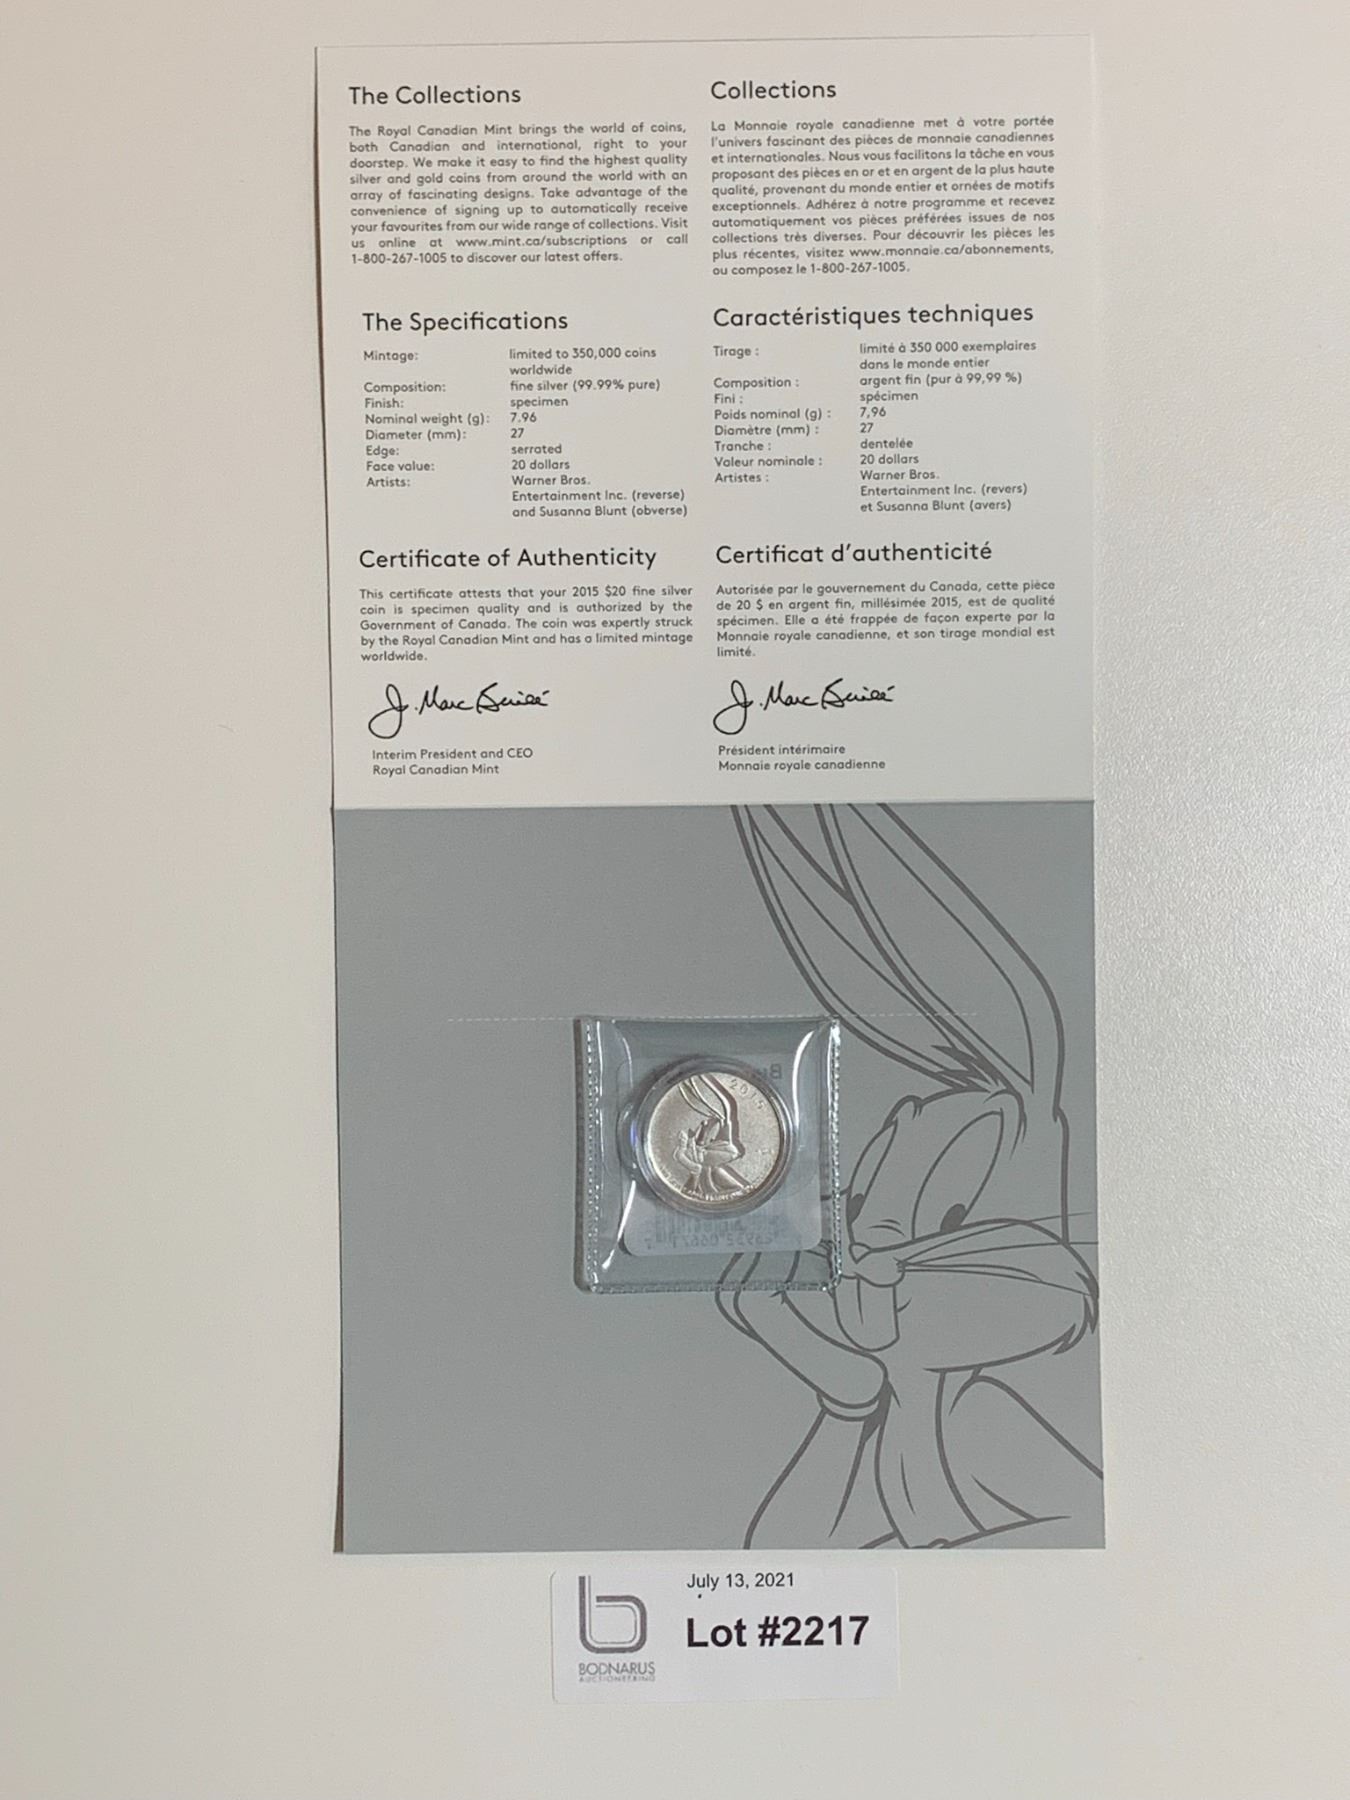 The Collections
The Royal Canadian Mint brings the world of coins,
both Canadian and international, right to your
doorstep. We make it easy to find the highest quality
silver and gold coins from around the world with an
array of fascinating designs. Take advantage of the
convenience of signing up to automatically receive
your favourites from our wide range of collections. Visit
us online at www.mint.ca/subscriptions or call
1-800-267-1005 to discover our latest offers.
The Specifications
Mintage: limited to 350,000 coins
worldwide
Composition: fine silver (99.99% pure)
Finish: specimen
Nominal weight (g): 7.96
Diameter (mm): 27
Edge: serrated
Face value: 20 dollars
Artists: Warner Bros.
Entertainment Inc. (reverse)
and Susanna Blunt (obverse)
Certificate of Authenticity
This certificate attests that your 2015 $20 fine silver
coin is specimen quality and is authorized by the
Government of Canada. The coin was expertly struck
by the Royal Canadian Mint and has a limited mintage
worldwide.
Interim President and CEO
Royal Canadian Mint
Collections
La Monnaie royale canadienne met à votre portée
l'univers fascinant des pièces de monnaie canadiennes
et internationales. Nous vous facilitons la tâche en vous
proposant des pièces en or et en argent de la plus haute
qualité, provenant du monde entier et ornées de motifs
exceptionnels. Adhérez à notre programme et recevez
automatiquement vos pièces préférées issues de nos
collections très diverses. Pour découvrir les pièces les
plus récentes, visitez www.monnaie.ca/abonnements,
ou composez le 1-800-267-1005.
Caractéristiques techniques
Tirage : limité à 350 000 exemplaires
dans le monde entier
Composition : argent fin (pur à 99,99 %)
Fini : spécimen
Poids nominal (g) : 7,96
Diamètre (mm) : 27
Tranche : dentelée
Valeur nominale : 20 dollars
Artistes : Warner Bros.
Entertainment Inc. (revers)
et Susanna Blunt (avers)
Certificat d'authenticité
Autorisée par le gouvernement du Canada, cette pièce
de 20 $ en argent fin, millésimée 2015, est de qualité
spécimen. Elle a été frappée de façon experte par la
Monnaie royale canadienne, et son tirage mondial est
limité.
Président intérimaire
Monnaie royale canadienne
2015
July 13, 2021
Lot #2217
BODNARUS
AUCTIONEERING